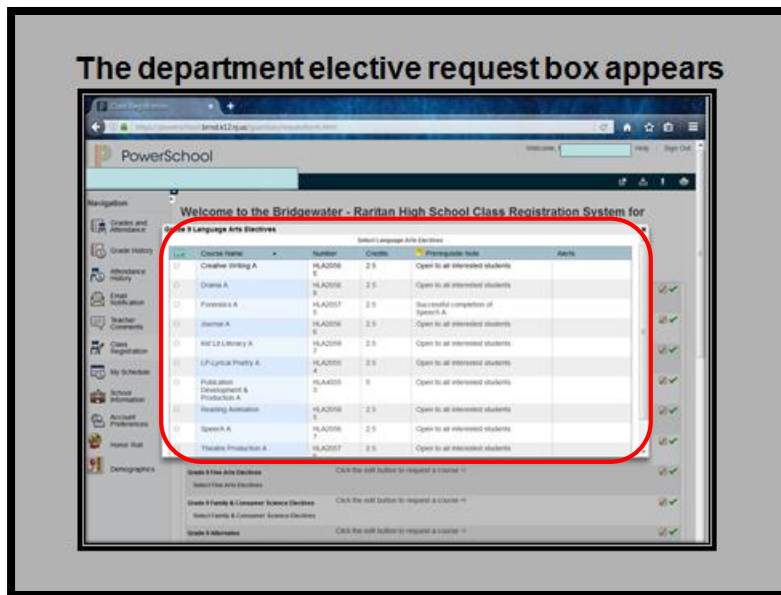 The department elective request box appears
Class Registration
PowerSchool
Welcome,
Help
Sign Out
Navigation
Grades and
Attendance
Grade History
Attendance
History
Email
Notification
Teacher
Comments
Class
Registration
My Schedule
School
Information
Account
Preferences
Honor Roll
Demographics
Welcome to the Bridgewater - Raritan High School Class Registration System for
Grade 9 Language Arts Electives
Select Language Arts Electives
Course Name Number Credits Prerequisite Note Alerts
Creative Writing A 2.5 Open to all interested students
Drama A 2.5 Open to all interested students
Forensics A 2.5 Successful completion of
Speech A
Journal A 2.5 Open to all interested students
Kid Lit Literacy A 2.5 Open to all interested students
LP-Lyrical Poetry A 2.5 Open to all interested students
Publication
Development &
Production A 5 Open to all interested students
Reading Animation 2.5 Open to all interested students
Speech A 2.5 Open to all interested students
Theatre Production A 2.5 Open to all interested students
Grade 9 Fine Arts Electives Click the edit button to request a course
Select Fine Arts Electives
Grade 9 Family & Consumer Science Electives Click the edit button to request a course
Select Family & Consumer Science Electives
Grade 9 Alternates Click the edit button to request a course